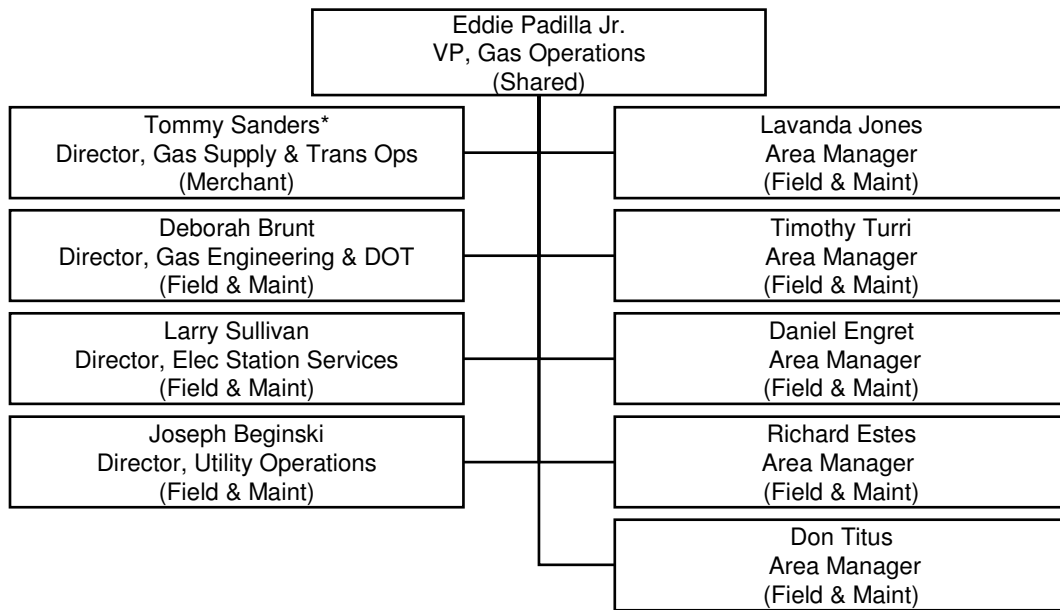 Eddie Padilla Jr.
VP, Gas Operations
(Shared)
Tommy Sanders*
Director, Gas Supply & Trans Ops
(Merchant)
Lavanda Jones
Area Manager
(Field & Maint)
Deborah Brunt
Director, Gas Engineering & DOT
(Field & Maint)
Timothy Turri
Area Manager
(Field & Maint)
Larry Sullivan
Director, Elec Station Services
(Field & Maint)
Daniel Engret
Area Manager
(Field & Maint)
Joseph Beginski
Director, Utility Operations
(Field & Maint)
Richard Estes
Area Manager
(Field & Maint)
Don Titus
Area Manager
(Field & Maint)